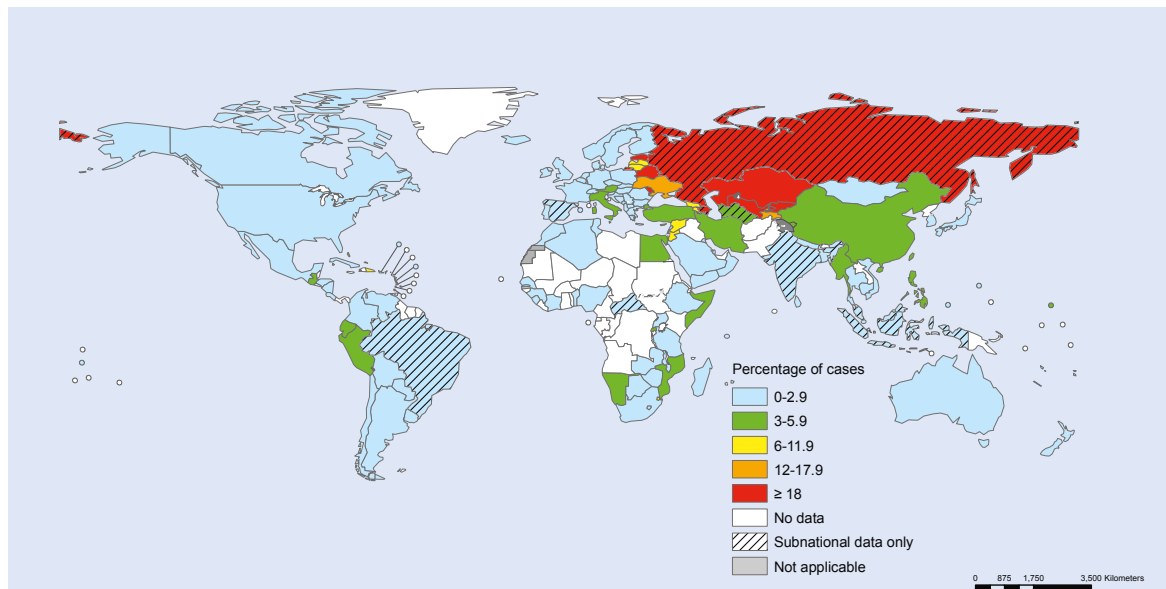 Percentage of cases
0-2.9
3-5.9
6-11.9
12-17.9
≥ 18
No data
Subnational data only
Not applicable
0 875 1,750 3,500 Kilometers